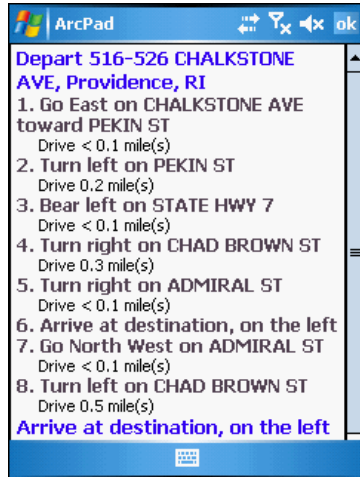 ArcPad
ok
Depart 516-526 CHALKSTONE
AVE, Providence, RI
1. Go East on CHALKSTONE AVE
toward PEKIN ST
Drive < 0.1 mile(s)
2. Turn left on PEKIN ST
Drive 0.2 mile(s)
3. Bear left on STATE HWY 7
Drive < 0.1 mile(s)
4. Turn right on CHAD BROWN ST
Drive 0.3 mile(s)
5. Turn right on ADMIRAL ST
Drive < 0.1 mile(s)
6. Arrive at destination, on the left
7. Go North West on ADMIRAL ST
Drive < 0.1 mile(s)
8. Turn left on CHAD BROWN ST
Drive 0.5 mile(s)
Arrive at destination, on the left